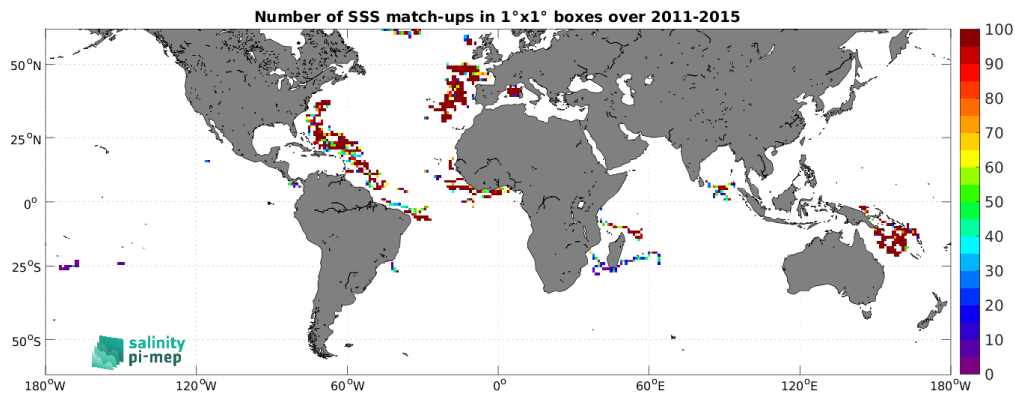 Number of SSS match-ups in 1°x1° boxes over 2011-2015
50°N
25°N
0°
25°S
50°S
180°W
120°W
60°W
0°
60°E
120°E
180°W
100
90
80
70
60
50
40
30
20
10
0
salinity
pi-mep